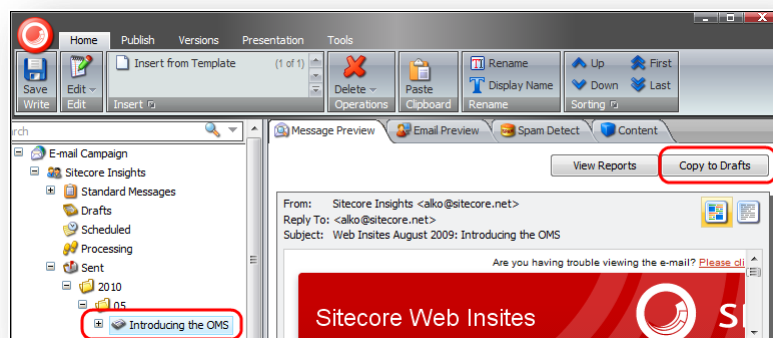 Home Publish Versions Presentation Tools
Insert from Template (1 of 1) Rename Up First
Save Edit Delete Paste Display Name Down Last
Write Edit Insert Operations Clipboard Rename Sorting
rch Message Preview Email Preview Spam Detect Content
E-mail Campaign
Sitecore Insights View Reports Copy to Drafts
Standard Messages
Drafts From: Sitecore Insights <alko@sitecore.net>
Scheduled Reply To: <alko@sitecore.net>
Processing Subject: Web Insites August 2009: Introducing the OMS
Sent Are you having trouble viewing the e-mail? Please cli
2010
05
Introducing the OMS Sitecore Web Insites